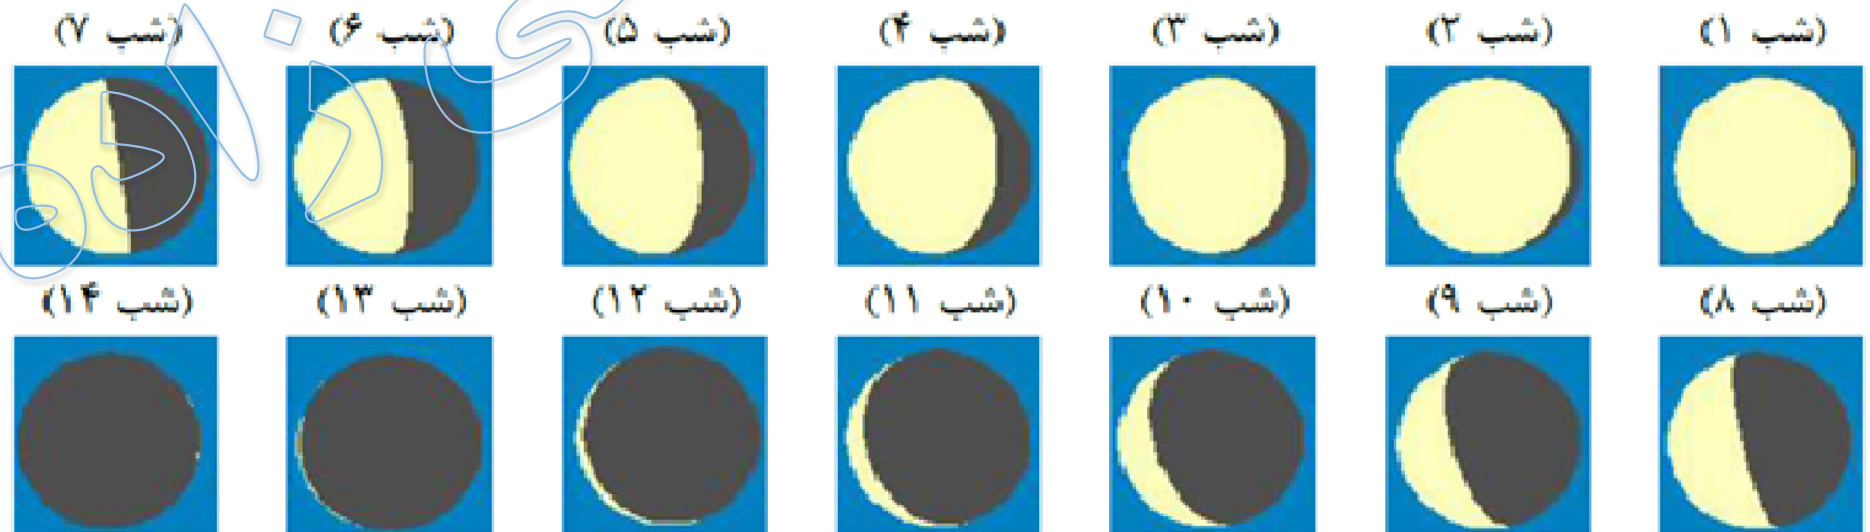 (شب ۱) (شب ۲) (شب ۳) (شب ۴) (شب ۵) (شب ۶) (شب ۷)
(شب ۸) (شب ۹) (شب ۱۰) (شب ۱۱) (شب ۱۲) (شب ۱۳) (شب ۱۴)